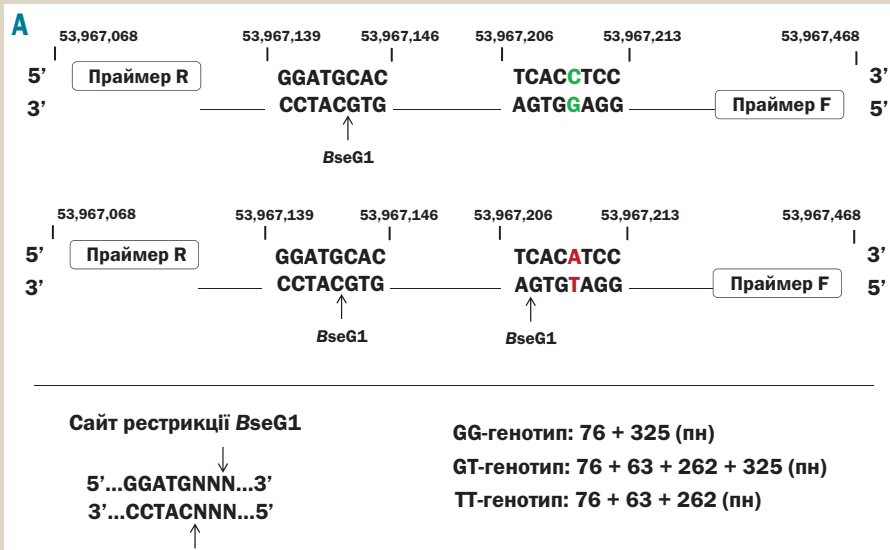 A
53,967,068 53,967,139 53,967,146 53,967,206 53,967,213 53,967,468
5’ Праймер R GGATGCAC TCACCTCC 3’
3’ CCTACGTG AGTGGAGG Праймер F 5’
BseG1
53,967,068 53,967,139 53,967,146 53,967,206 53,967,213 53,967,468
5’ Праймер R GGATGCAC TCACATCC 3’
3’ CCTACGTG AGTGTAGG Праймер F 5’
BseG1 BseG1
Сайт рестрикції BseG1
5’...GGATGNNN...3’
3’...CCTACNNN...5’
GG-генотип: 76 + 325 (пн)
GT-генотип: 76 + 63 + 262 + 325 (пн)
TT-генотип: 76 + 63 + 262 (пн)